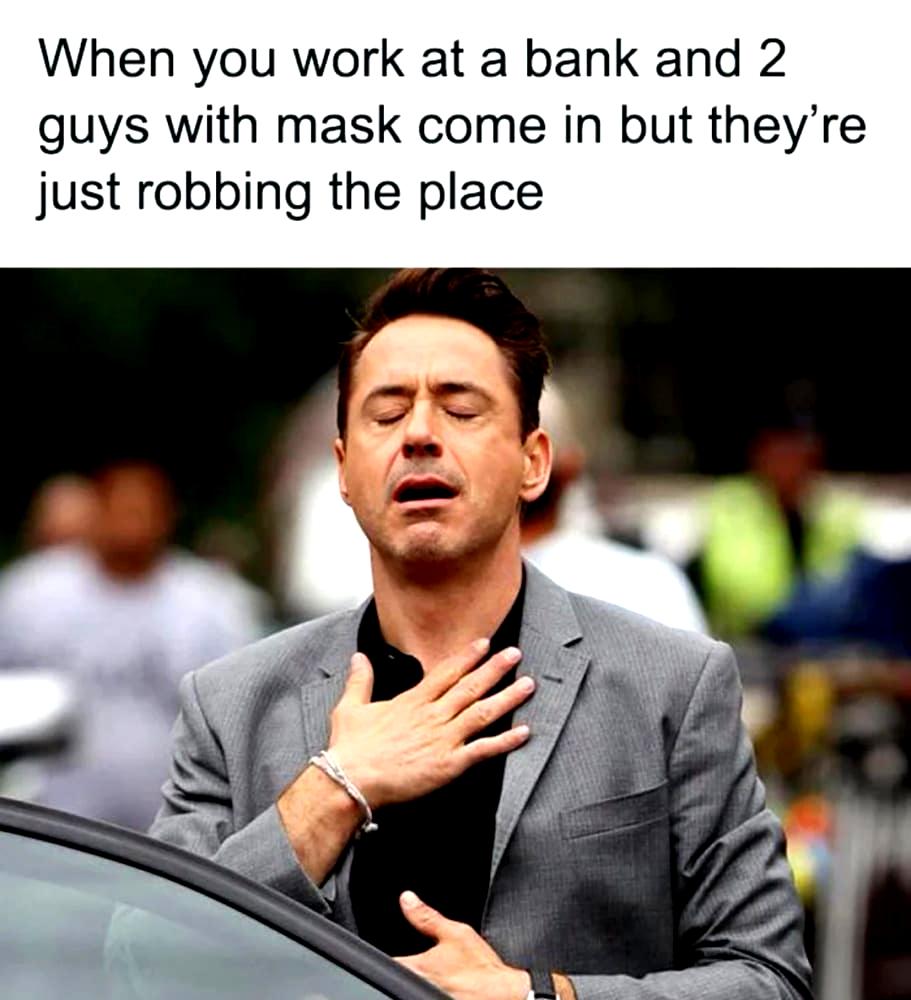 When you work at a bank and 2
guys with mask come in but they’re
just robbing the place